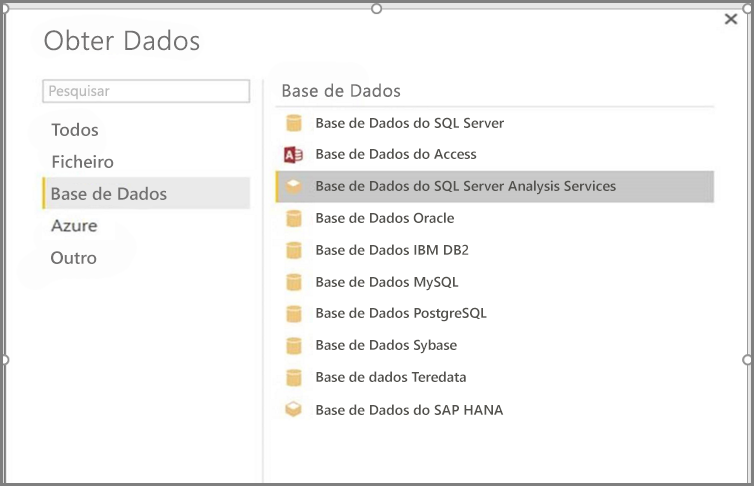 Obter Dados
Pesquisar
Todos
Ficheiro
Base de Dados
Azure
Outro
Base de Dados
Base de Dados do SQL Server
Base de Dados do Access
Base de Dados do SQL Server Analysis Services
Base de Dados Oracle
Base de Dados IBM DB2
Base de Dados MySQL
Base de Dados PostgreSQL
Base de Dados Sybase
Base de dados Teredata
Base de Dados do SAP HANA